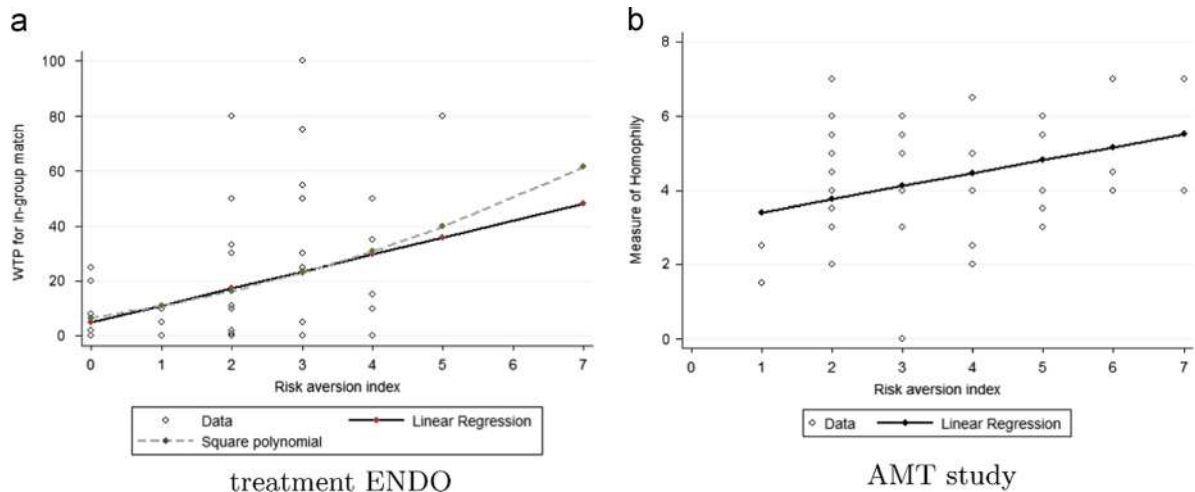 a
WTP for in-group match
100
80
60
40
20
0
0 1 2 3 4 5 6 7
Risk aversion index
Data
Linear Regression
Square polynomial
treatment ENDO
b
Measure of Homophily
8
6
4
2
0
0 1 2 3 4 5 6 7
Risk aversion index
Data
Linear Regression
AMT study